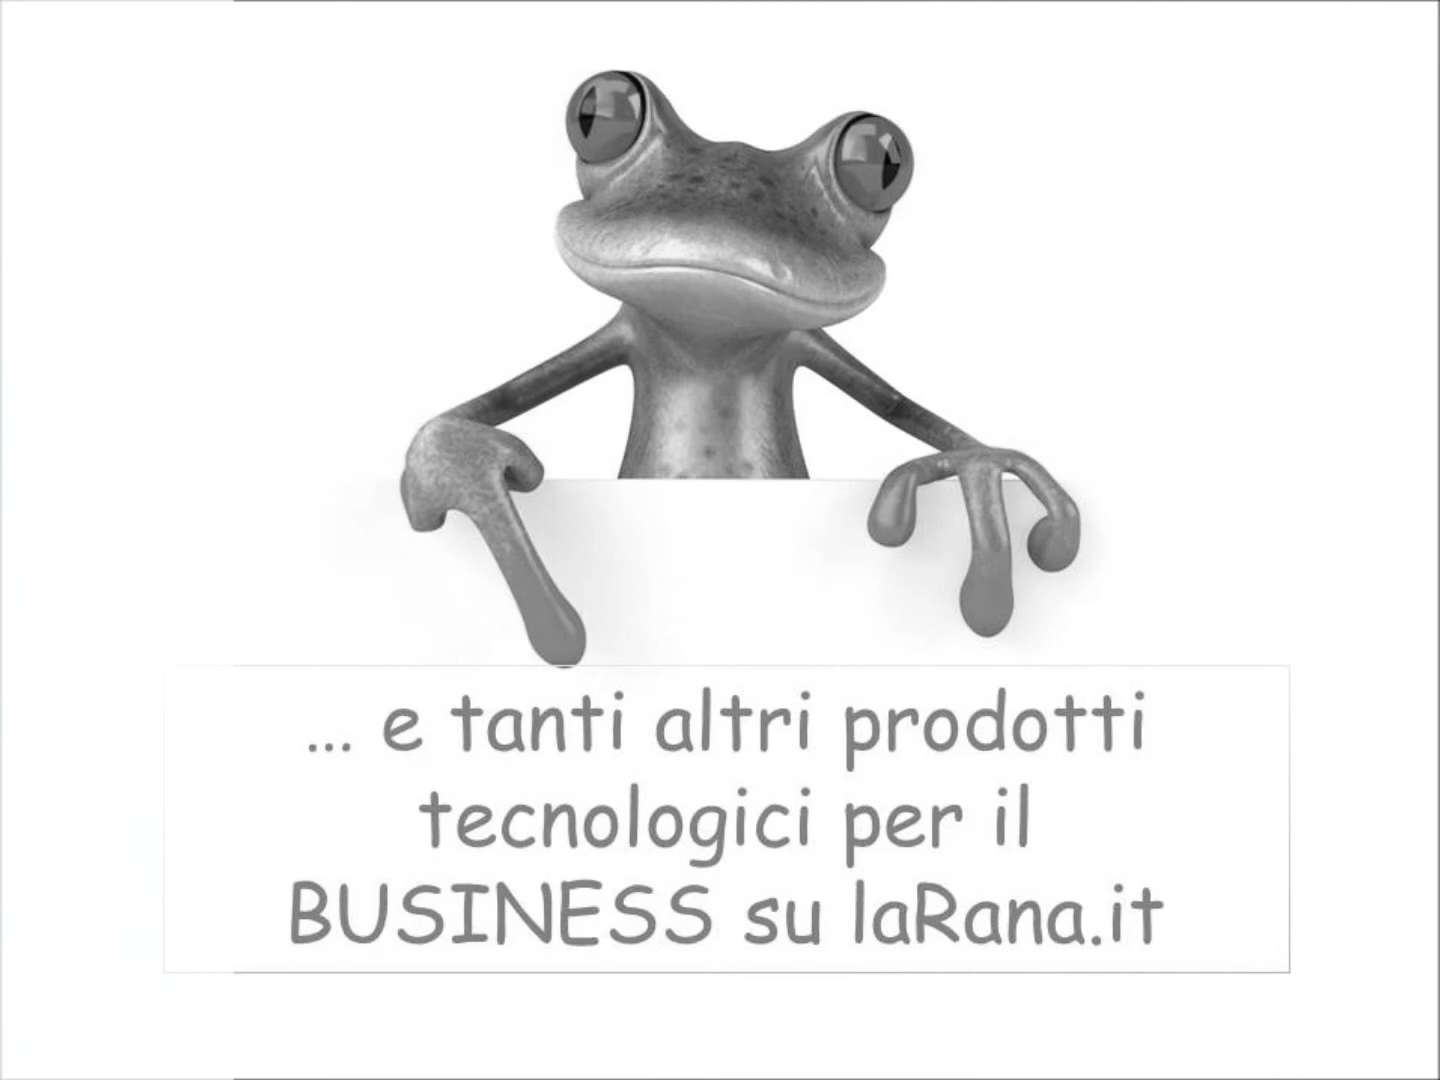 ... e tanti altri prodotti
tecnologici per il
BUSINESS su laRana.it